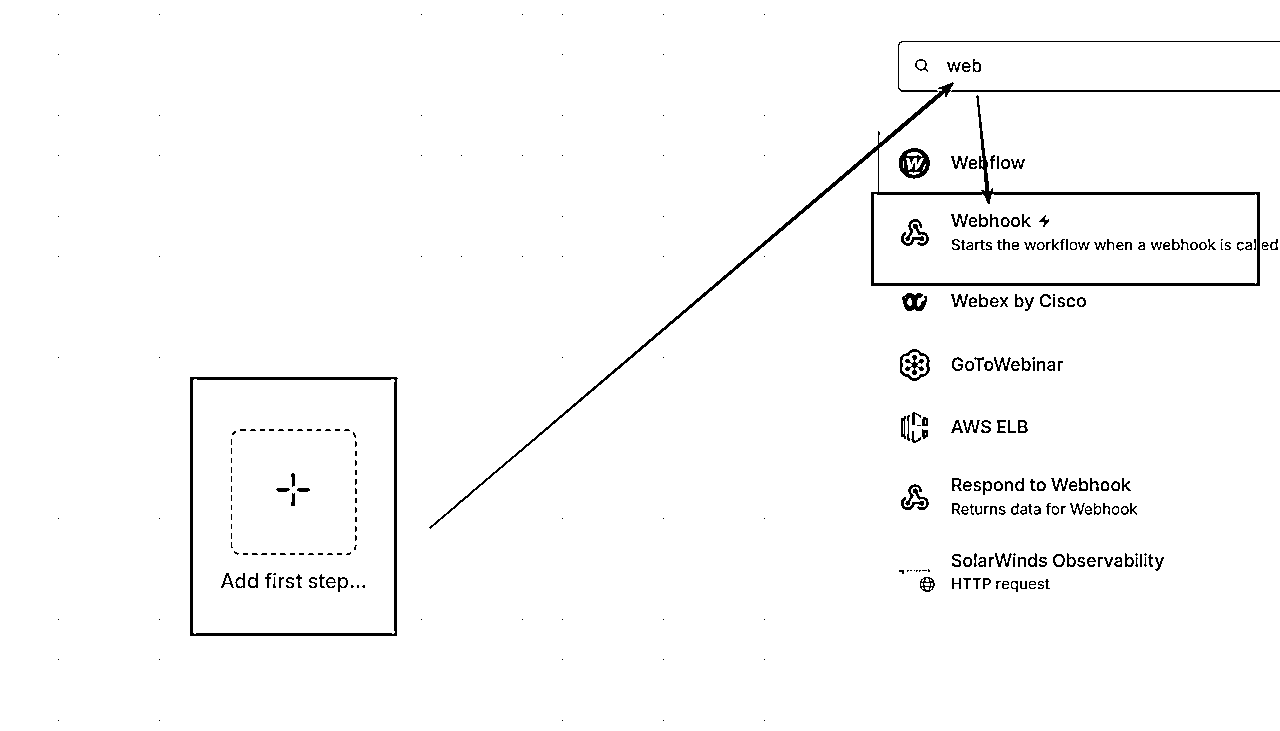 web
Webflow
Webhook
Starts the workflow when a webhook is called
Webex by Cisco
GoToWebinar
AWS ELB
Respond to Webhook
Returns data for Webhook
SolarWinds Observability
HTTP request
Add first step...